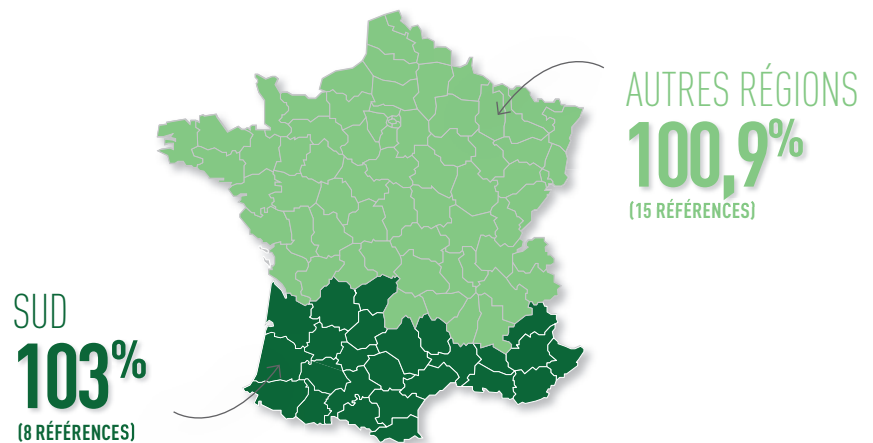 AUTRES RÉGIONS
100,9%
(15 RÉFÉRENCES)
SUD
103%
(8 RÉFÉRENCES)